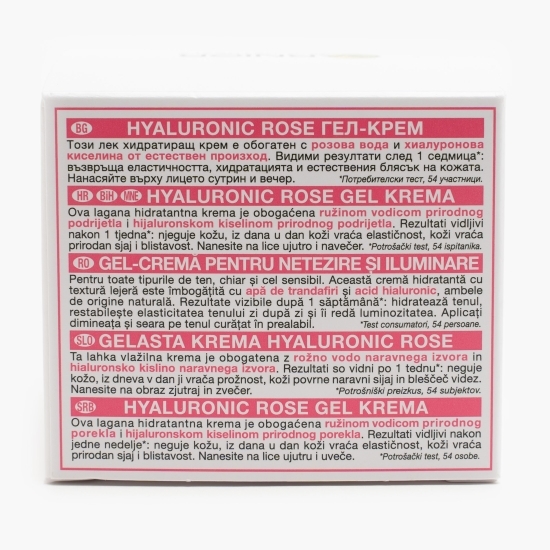 BG HYALURONIC ROSE ГЕЛ-КРЕМ
Този лек хидратиращ крем е обогатен с розова вода и хиалуронова
киселина от естествен произход. Видими резултати след 1 седмица*:
възвръща еластичността, хидратацията и естествения блясък на кожата.
Нанасяйте върху лицето сутрин и вечер. *Потребителски тест, 54 участници.
HR BiH MNE HYALURONIC ROSE GEL KREMA
Ova lagana hidratantna krema je obogaćena ružinom vodicom prirodnog
podrijetla i hijaluronskom kiselinom prirodnog podrijetla. Rezultati vidljivi
nakon 1 tjedna*: njeguje kožu, iz dana u dan koži vraća elastičnost, koži vraća
prirodan sjaj i blistavost. Nanesite na lice ujutro i navečer. *Potrošački test, 54 ispitanika.
RO GEL-CREMĂ PENTRU NETEZIRE ȘI ILUMINARE
Pentru toate tipurile de ten, chiar și cel sensibil. Această cremă hidratantă cu
textură lejeră este îmbogățită cu apă de trandafiri și acid hialuronic, ambele
de origine naturală. Rezultate vizibile după 1 săptămână*: hidratează tenul,
restabilește elasticitatea tenului zi după zi și îi redă luminozitatea. Aplicați
dimineața și seara pe tenul curățat în prealabil. *Test consumatori, 54 persoane.
SLO GELASTA KREMA HYALURONIC ROSE
Ta lahka vlažilna krema je obogatena z rožno vodo naravnega izvora in
hialuronsko kislino naravnega izvora. Rezultati so vidni po 1 tednu*: neguje
kožo, iz dneva v dan ji vrača prožnost, koži povrne naravni sijaj in bleščeč videz.
Nanesite na obraz zjutraj in zvečer. *Potrošniški preizkus, 54 subjektov.
SRB HYALURONIC ROSE GEL KREMA
Ova lagana hidratantna krema je obogaćena ružinom vodicom prirodnog
porekla i hijaluronskom kiselinom prirodnog porekla. Rezultati vidljivi nakon
jedne nedelje*: neguje kožu, iz dana u dan koži vraća elastičnost, koži vraća
prirodan sjaj i blistavost. Nanesite na lice ujutru i uveče. *Potrošački test, 54 osobe.